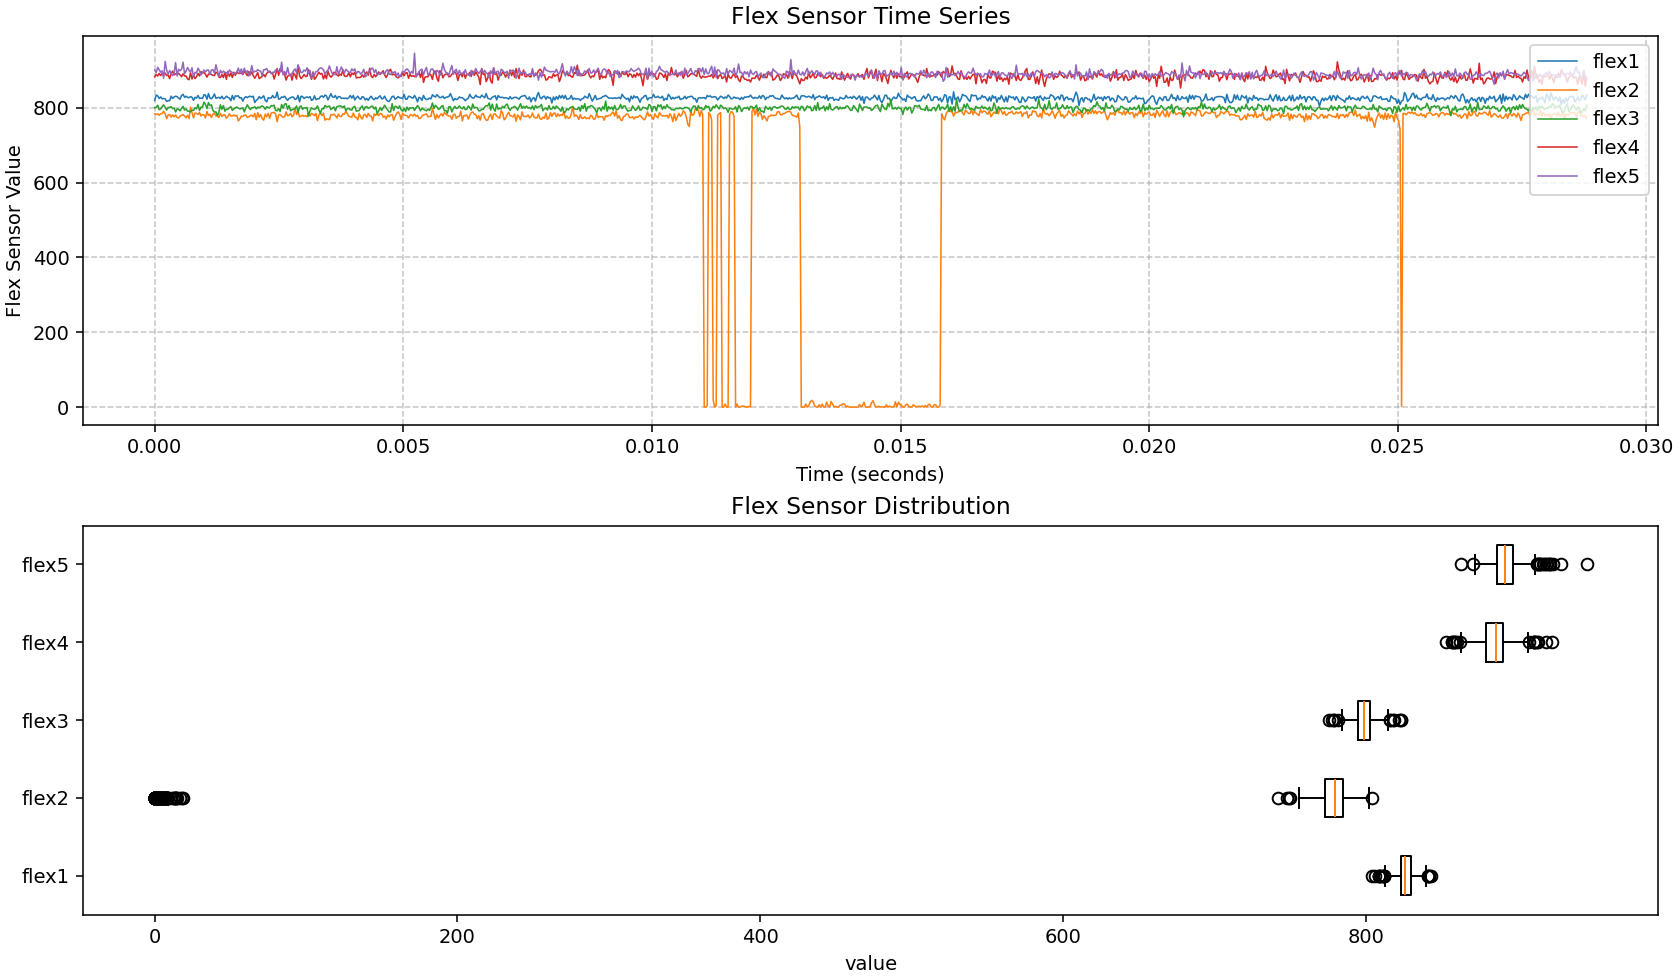 Flex Sensor Time Series
Flex Sensor Value
800
600
400
200
0
flex1
flex2
flex3
flex4
flex5
0.000 0.005 0.010 0.015 0.020 0.025 0.030
Time (seconds)
Flex Sensor Distribution
flex5
flex4
flex3
flex2
flex1
0 200 400 600 800
value